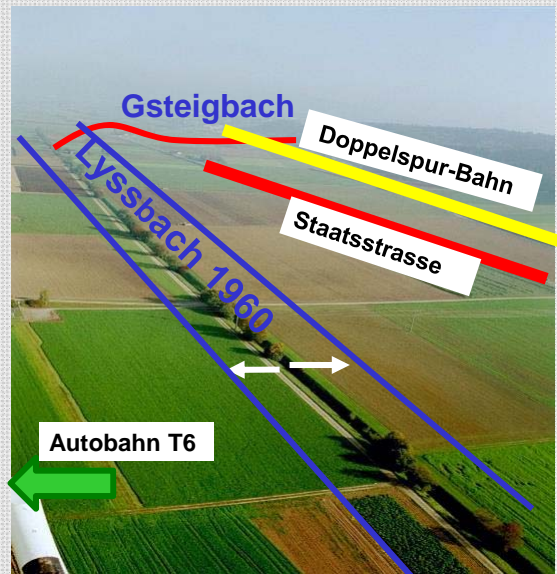 Gsteigbach
Doppelspur-Bahn
Lyssbach 1960
Staatsstrasse
Autobahn T6